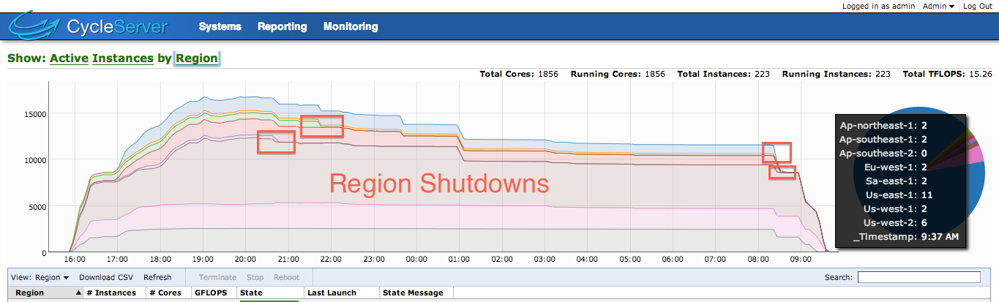 Logged in as admin Admin Log Out
CycleServer Systems Reporting Monitoring
Show: Active Instances by Region
Total Cores: 1856 Running Cores: 1856 Total Instances: 223 Running Instances: 223 Total TFLOPS: 15.26
15000
10000
5000
0
Region Shutdowns
16:00 17:00 18:00 19:00 20:00 21:00 22:00 23:00 00:00 01:00 02:00 03:00 04:00 05:00 06:00 07:00 08:00 09:00
Ap-northeast-1: 2
Ap-southeast-1: 2
Ap-southeast-2: 0
Eu-west-1: 2
Sa-east-1: 2
Us-east-1: 11
Us-west-1: 2
Us-west-2: 6
_Timestamp: 9:37 AM
View: Region Download CSV Refresh Terminate Stop Reboot Search:
Region # Instances # Cores GFLOPS State Last Launch State Message